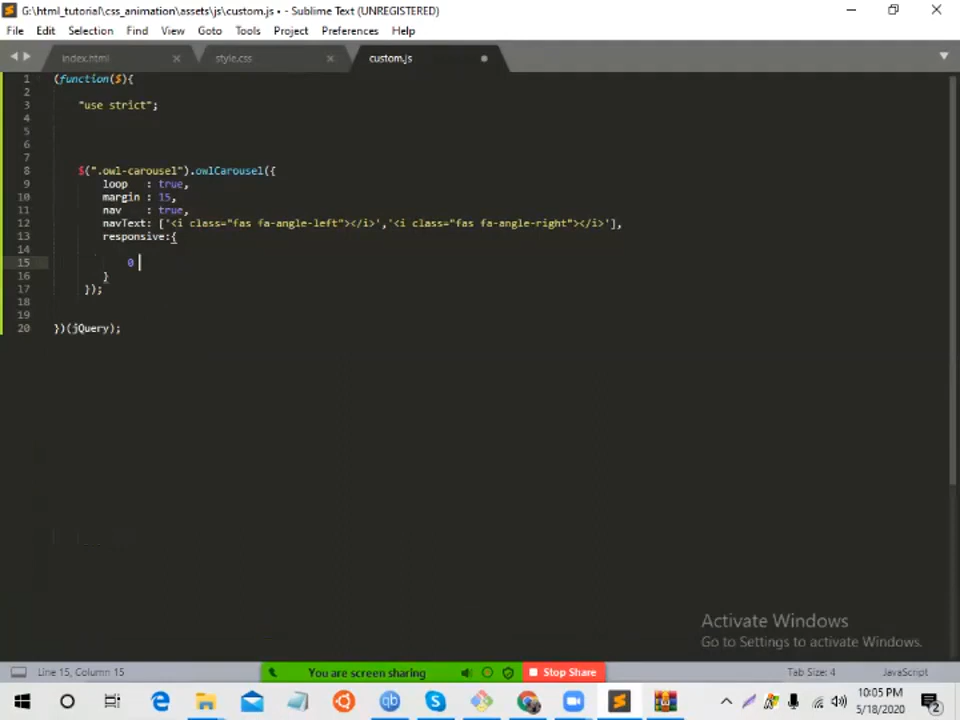 G:\html_tutorial\css_animation\assets\js\custom.js • - Sublime Text (UNREGISTERED)
File Edit Selection Find View Goto Tools Project Preferences Help
index.html style.css custom.js
1 (function($){
2
3 "use strict";
4
5
6
7
8 $(".owl-carousel").owlCarousel({
9 loop : true,
10 margin : 15,
11 nav : true,
12 navText: ['<i class="fas fa-angle-left"></i>','<i class="fas fa-angle-right"></i>'],
13 responsive:{
14
15 0
16 }
17 });
18
19
20 })(jQuery);
Activate Windows
Go to Settings to activate Windows.
Line 15, Column 15 You are screen sharing Stop Share Tab Size: 4 JavaScript
10:05 PM
5/18/2020
2